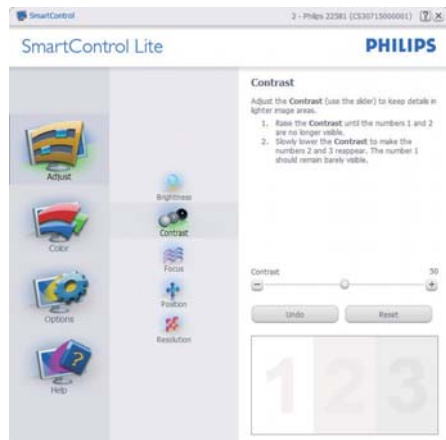 SmartControl
2 - Philips 225B1 (CS30715000001)
SmartControl Lite
PHILIPS
Adjust
Color
Options
Help
Brightness
Contrast
Focus
Position
Resolution
Contrast
Adjust the Contrast (use the slider) to keep details in
lighter image areas.
1. Raise the Contrast until the numbers 1 and 2
are no longer visible.
2. Slowly lower the Contrast to make the
numbers 2 and 3 reappear. The number 1
should remain barely visible.
Contrast 50
Undo Reset
1 2 3